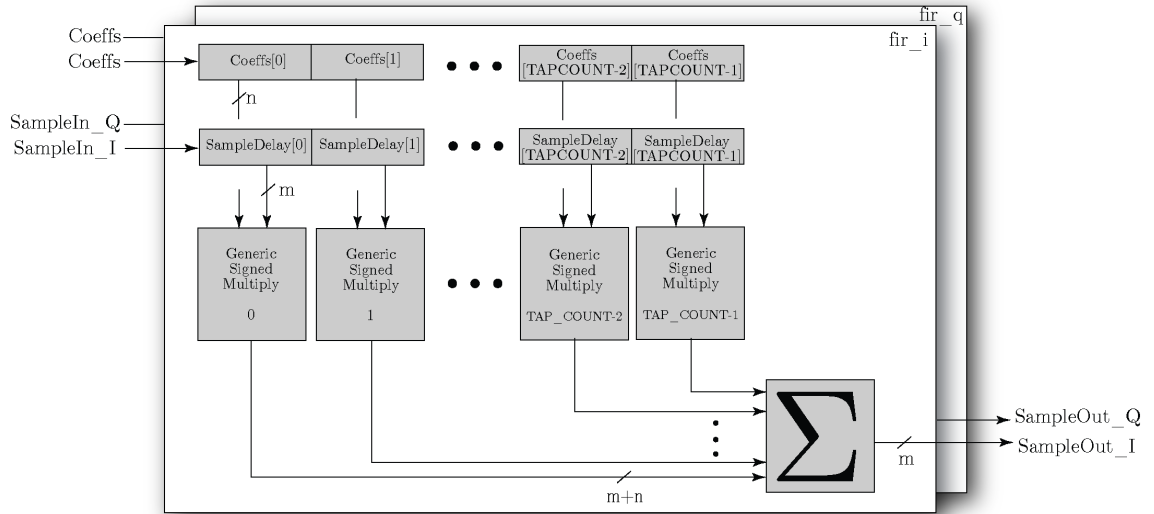 fir_q
Coeffs
fir_i
Coeffs
Coeffs[0]
Coeffs[1]
Coeffs
[TAPCOUNT-2]
Coeffs
[TAPCOUNT-1]
n
SampleIn_Q
SampleIn_I
SampleDelay[0]
SampleDelay[1]
SampleDelay
[TAPCOUNT-2]
SampleDelay
[TAPCOUNT-1]
m
Generic
Signed
Multiply
0
Generic
Signed
Multiply
1
Generic
Signed
Multiply
TAP_COUNT-2
Generic
Signed
Multiply
TAP_COUNT-1
Σ
SampleOut_Q
SampleOut_I
m
m+n